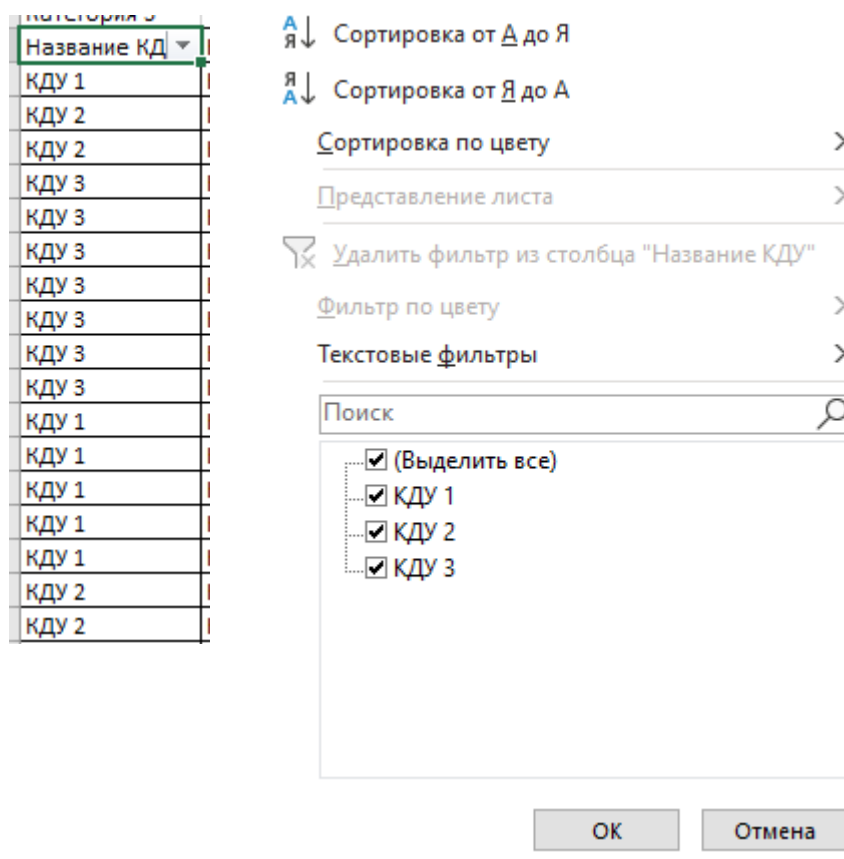 Категория 3
Название КД
КДУ 1
КДУ 2
КДУ 2
КДУ 3
КДУ 3
КДУ 3
КДУ 3
КДУ 3
КДУ 3
КДУ 3
КДУ 1
КДУ 1
КДУ 1
КДУ 1
КДУ 1
КДУ 2
КДУ 2
Сортировка от А до Я
Сортировка от Я до А
Сортировка по цвету
Представление листа
Удалить фильтр из столбца "Название КДУ"
Фильтр по цвету
Текстовые фильтры
Поиск
(Выделить все)
КДУ 1
КДУ 2
КДУ 3
ОК
Отмена